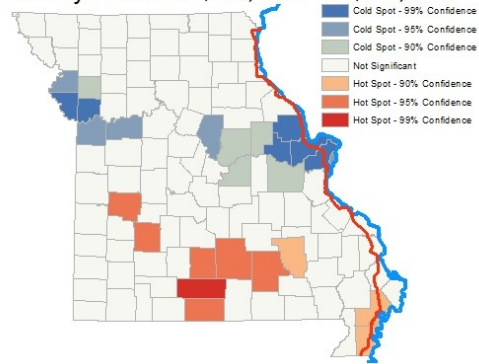 Cold Spot - 99% Confidence
Cold Spot - 95% Confidence
Cold Spot - 90% Confidence
Not Significant
Hot Spot - 90% Confidence
Hot Spot - 95% Confidence
Hot Spot - 99% Confidence